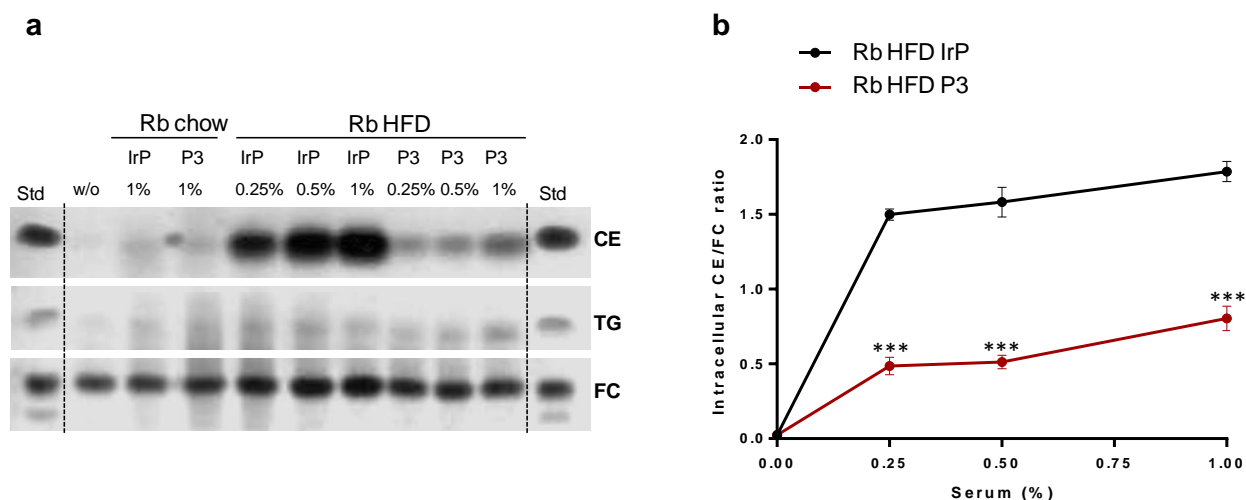 a
Rb chow Rb HFD
IrP P3 IrP IrP IrP P3 P3 P3
Std w/o 1% 1% 0.25% 0.5% 1% 0.25% 0.5% 1% Std
CE
TG
FC
b
Rb HFD IrP
Rb HFD P3
2.0
1.5
1.0
0.5
0.0
Intracellular CE/FC ratio
***
***
***
0.00 0.25 0.50 0.75 1.00
Serum (%)